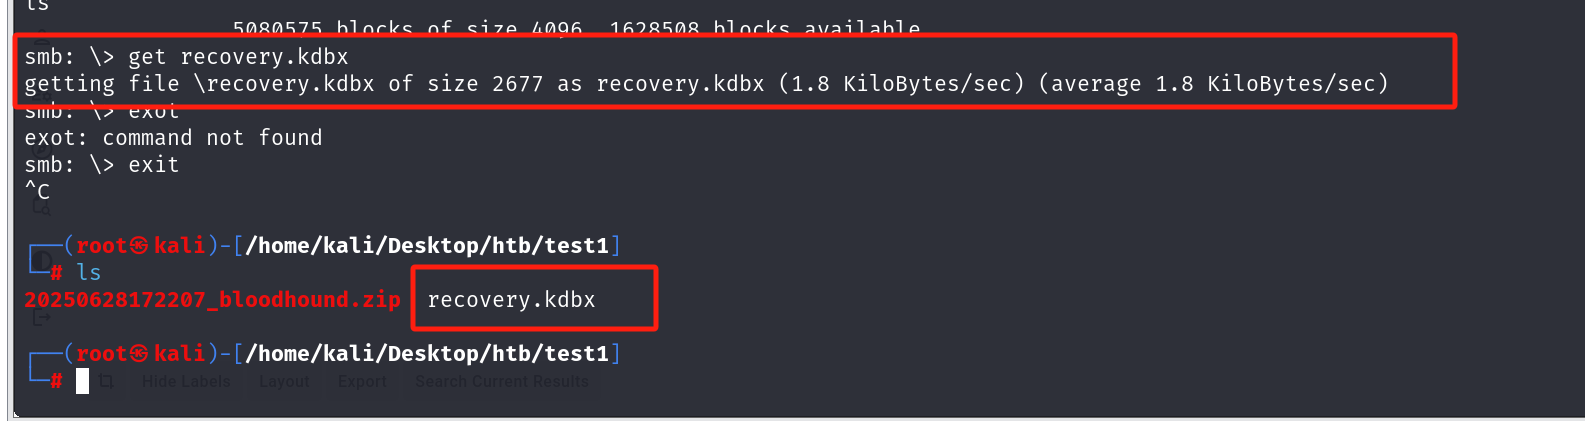 ls
5080575 blocks of size 4096. 1628508 blocks available
smb: \> get recovery.kdbx
getting file \recovery.kdbx of size 2677 as recovery.kdbx (1.8 KiloBytes/sec) (average 1.8 KiloBytes/sec)
smb: \> exot
exot: command not found
smb: \> exit
^C
┌──(root㉿kali)-[/home/kali/Desktop/htb/test1]
└─# ls
20250628172207_bloodhound.zip recovery.kdbx
┌──(root㉿kali)-[/home/kali/Desktop/htb/test1]
└─#
Hide Labels Layout Export Search Current Results